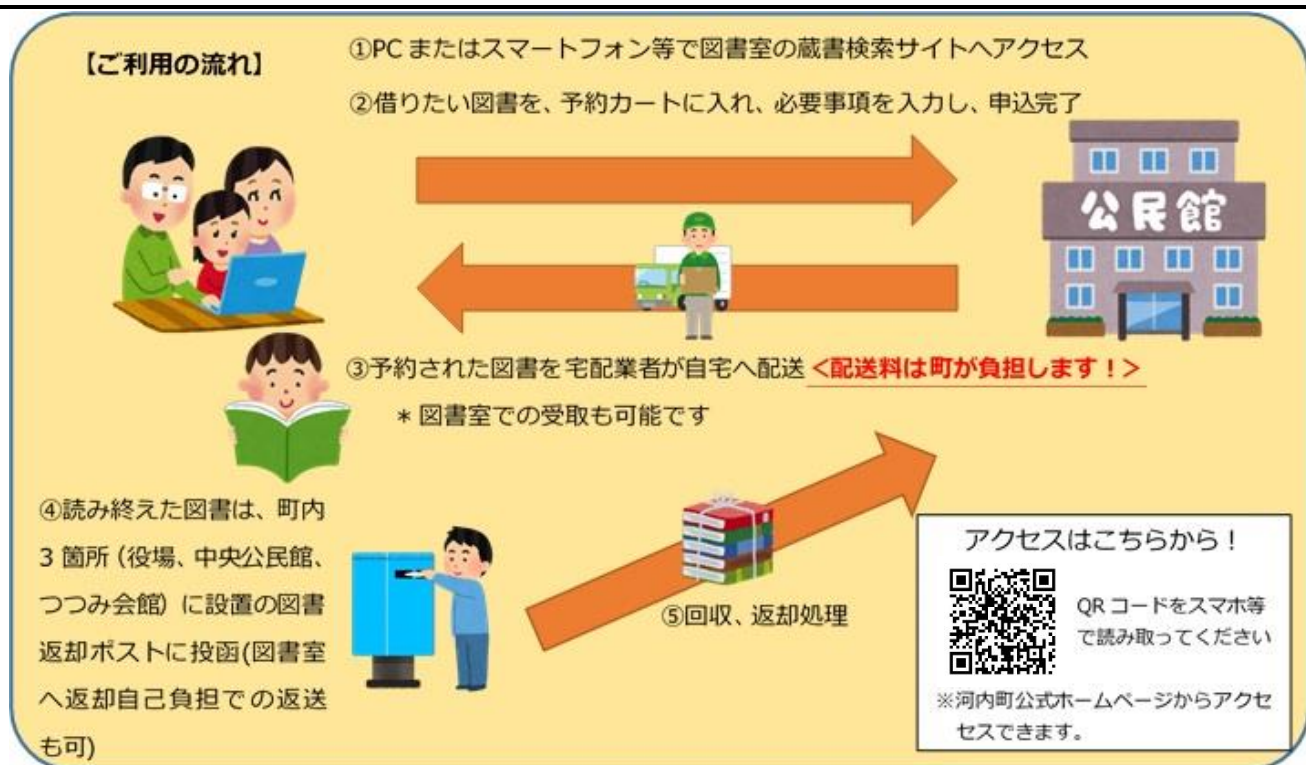 【ご利用の流れ】
①PCまたはスマートフォン等で図書室の蔵書検索サイトへアクセス
②借りたい図書を、予約カートに入れ、必要事項を入力し、申込完了
公民館
③予約された図書を宅配業者が自宅へ配送 <配送料は町が負担します!>
*図書室での受取も可能です
④読み終えた図書は、町内
3箇所(役場、中央公民館、
つつみ会館)に設置の図書
返却ポストに投函(図書室
へ返却自己負担での返送
も可)
⑤回収、返却処理
アクセスはこちらから!
QRコードをスマホ等
で読み取ってください
※河内町公式ホームページからアクセ
セスできます。